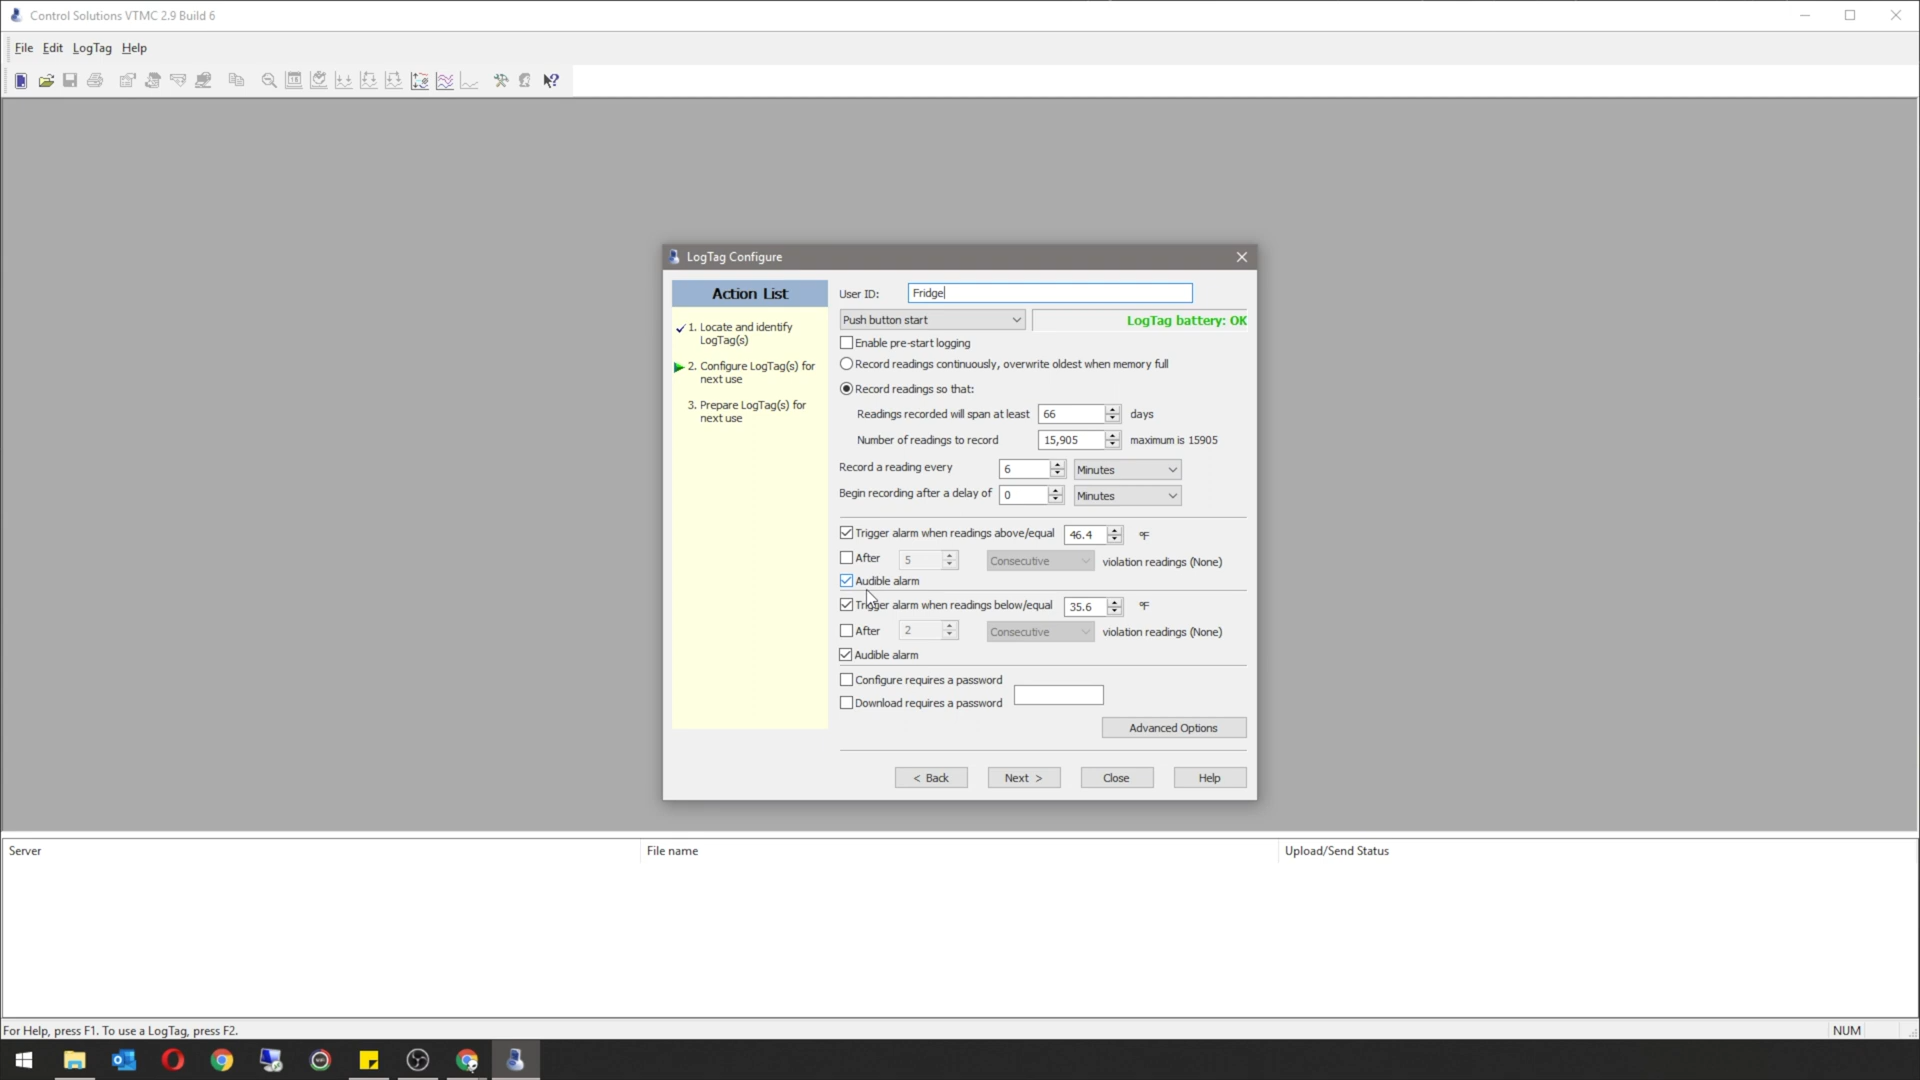 Control Solutions VTMC 2.9 Build 6
File Edit LogTag Help
LogTag Configure
Action List
1. Locate and identify
LogTag(s)
2. Configure LogTag(s) for
next use
3. Prepare LogTag(s) for
next use
User ID: Fridge
Push button start LogTag battery: OK
Enable pre-start logging
Record readings continuously, overwrite oldest when memory full
Record readings so that:
Readings recorded will span at least 66 days
Number of readings to record 15,905 maximum is 15905
Record a reading every 6 Minutes
Begin recording after a delay of 0 Minutes
Trigger alarm when readings above/equal 46.4 °F
After 5 Consecutive violation readings (None)
Audible alarm
Trigger alarm when readings below/equal 35.6 °F
After 2 Consecutive violation readings (None)
Audible alarm
Configure requires a password
Download requires a password
Advanced Options
< Back Next > Close Help
Server File name Upload/Send Status
For Help, press F1. To use a LogTag, press F2. NUM